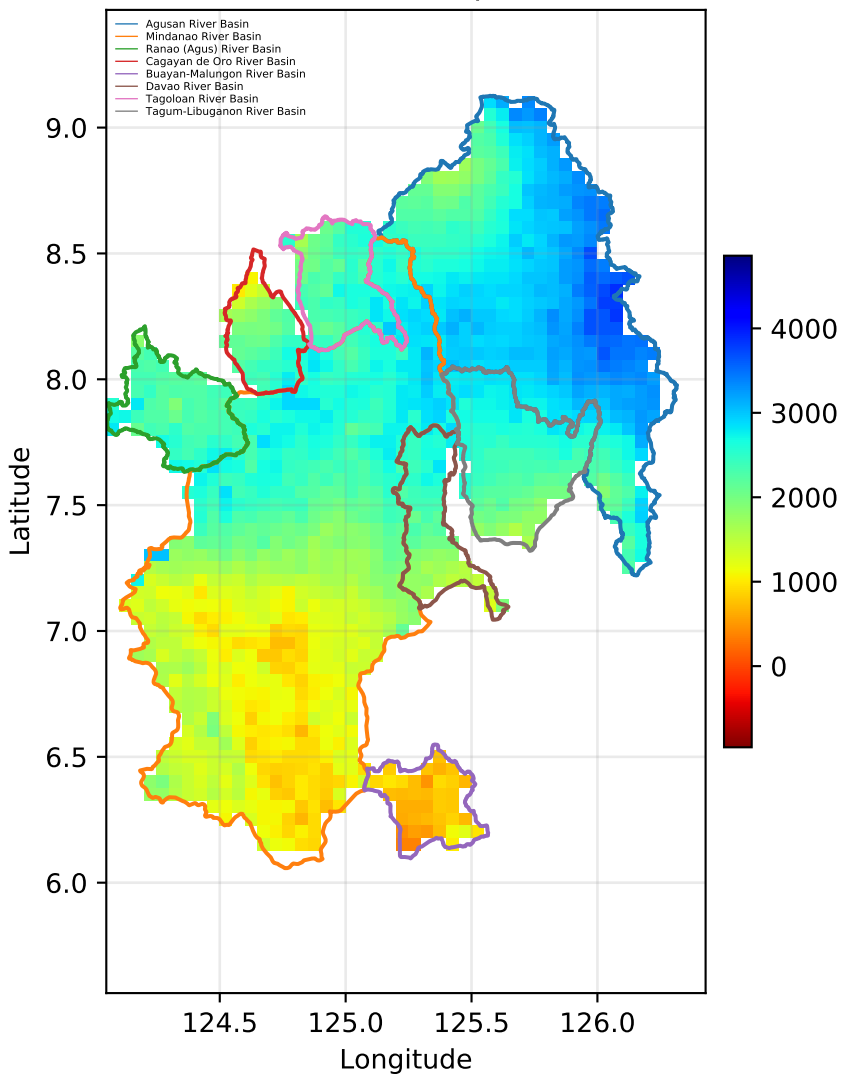 Agusan River Basin
Mindanao River Basin
Ranao (Agus) River Basin
Cagayan de Oro River Basin
Buayan-Malungon River Basin
Davao River Basin
Tagoloan River Basin
Tagum-Libuganon River Basin
9.0
8.5
8.0
7.5
7.0
6.5
6.0
Latitude
124.5 125.0 125.5 126.0
Longitude
4000
3000
2000
1000
0